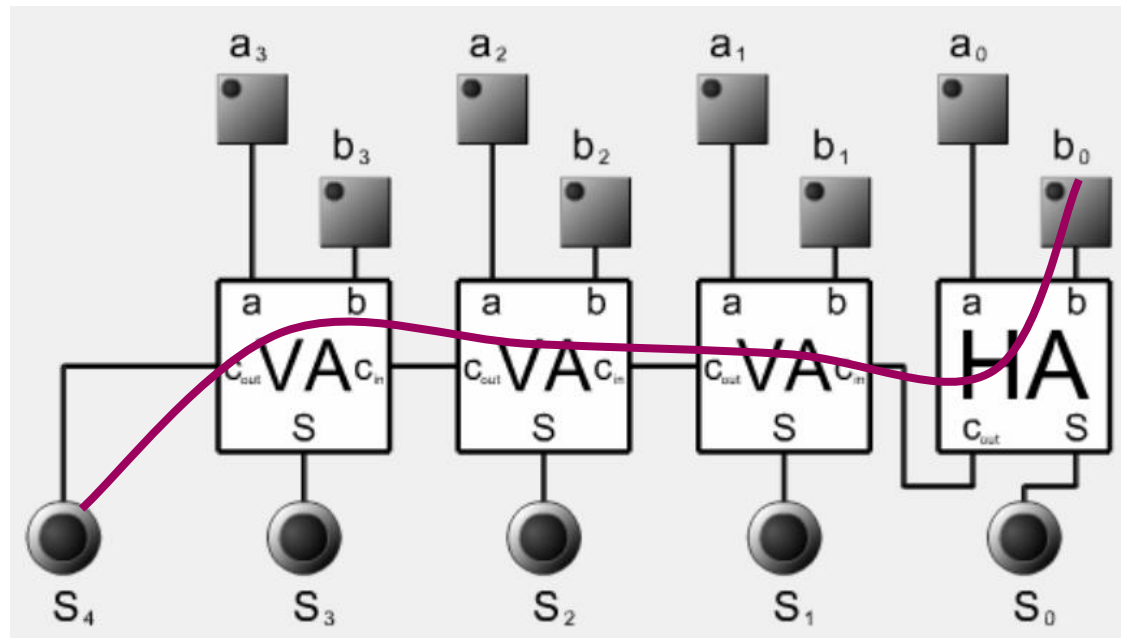 a₃ a₂ a₁ a₀
b₃ b₂ b₁ b₀
a b a b a b a b
cout VA cin cout VA cin cout VA cin HA
S S S cout S
S₄ S₃ S₂ S₁ S₀